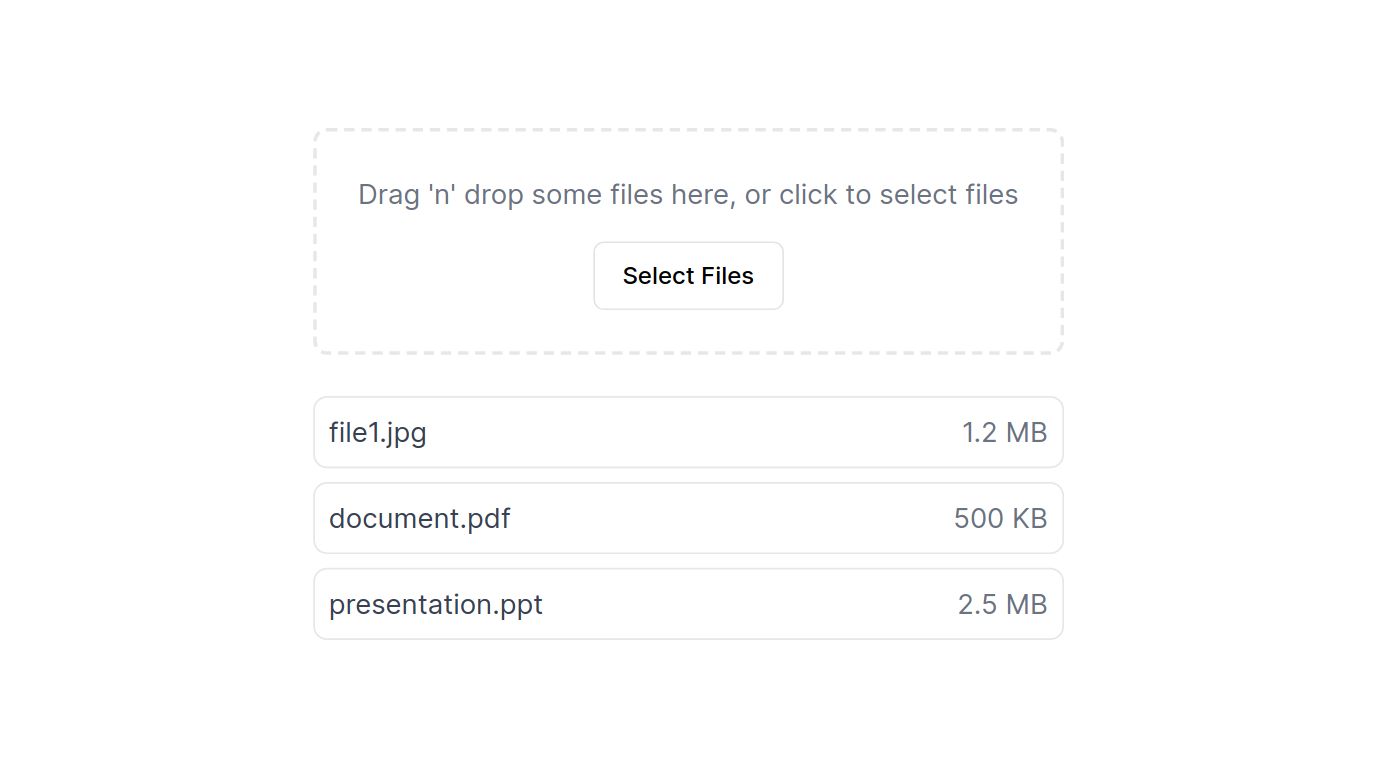 Drag 'n' drop some files here, or click to select files
Select Files
file1.jpg 1.2 MB
document.pdf 500 KB
presentation.ppt 2.5 MB